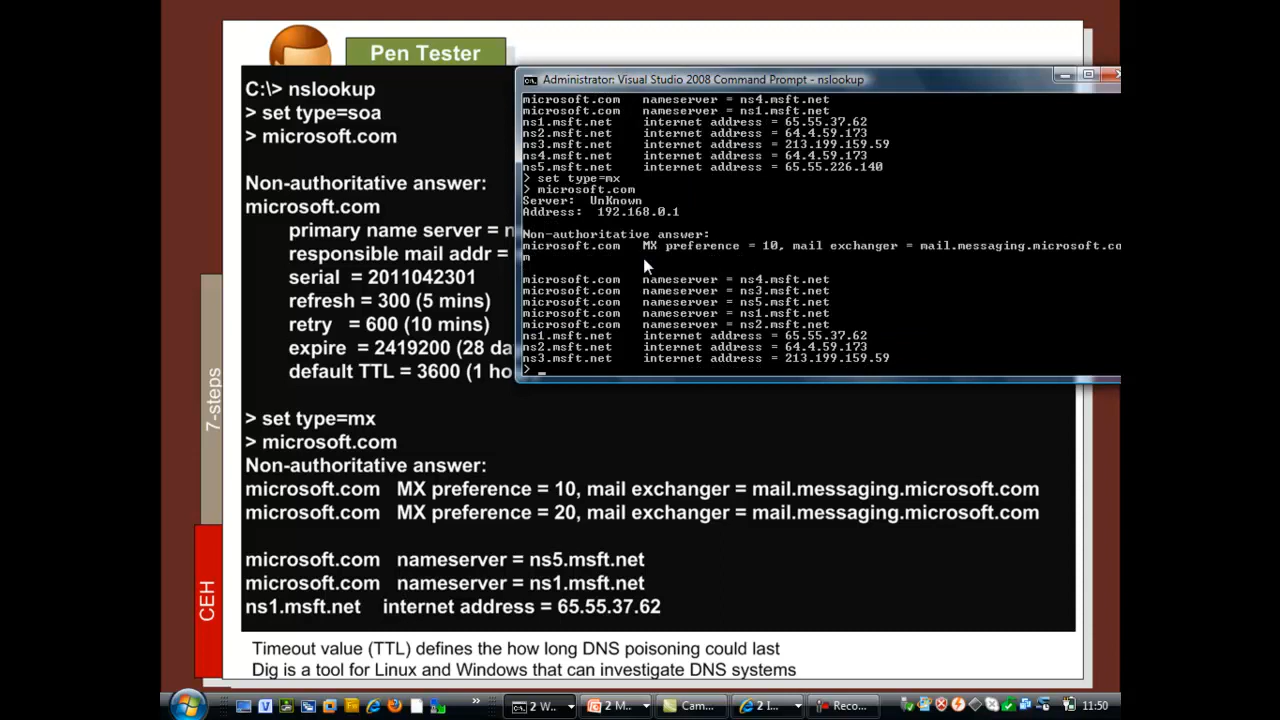 Pen Tester
C:\> nslookup
> set type=soa
> microsoft.com
Non-authoritative answer:
microsoft.com
primary name server = n
responsible mail addr =
serial = 2011042301
refresh = 300 (5 mins)
retry = 600 (10 mins)
expire = 2419200 (28 da
default TTL = 3600 (1 ho
> set type=mx
> microsoft.com
Non-authoritative answer:
microsoft.com MX preference = 10, mail exchanger = mail.messaging.microsoft.com
microsoft.com MX preference = 20, mail exchanger = mail.messaging.microsoft.com
microsoft.com nameserver = ns5.msft.net
microsoft.com nameserver = ns1.msft.net
ns1.msft.net internet address = 65.55.37.62
Timeout value (TTL) defines the how long DNS poisoning could last
Dig is a tool for Linux and Windows that can investigate DNS systems
7-steps
CEH
Administrator: Visual Studio 2008 Command Prompt - nslookup
microsoft.com nameserver = ns4.msft.net
microsoft.com nameserver = ns1.msft.net
ns1.msft.net internet address = 65.55.37.62
ns2.msft.net internet address = 64.4.59.173
ns3.msft.net internet address = 213.199.159.59
ns4.msft.net internet address = 64.4.59.173
ns5.msft.net internet address = 65.55.226.140
> set type=mx
> microsoft.com
Server: UnKnown
Address: 192.168.0.1
Non-authoritative answer:
microsoft.com MX preference = 10, mail exchanger = mail.messaging.microsoft.co
m
microsoft.com nameserver = ns4.msft.net
microsoft.com nameserver = ns3.msft.net
microsoft.com nameserver = ns5.msft.net
microsoft.com nameserver = ns1.msft.net
microsoft.com nameserver = ns2.msft.net
ns1.msft.net internet address = 65.55.37.62
ns2.msft.net internet address = 64.4.59.173
ns3.msft.net internet address = 213.199.159.59
> _
» 2 W... 2 M... Cam... 2 I... Reco... 11:50